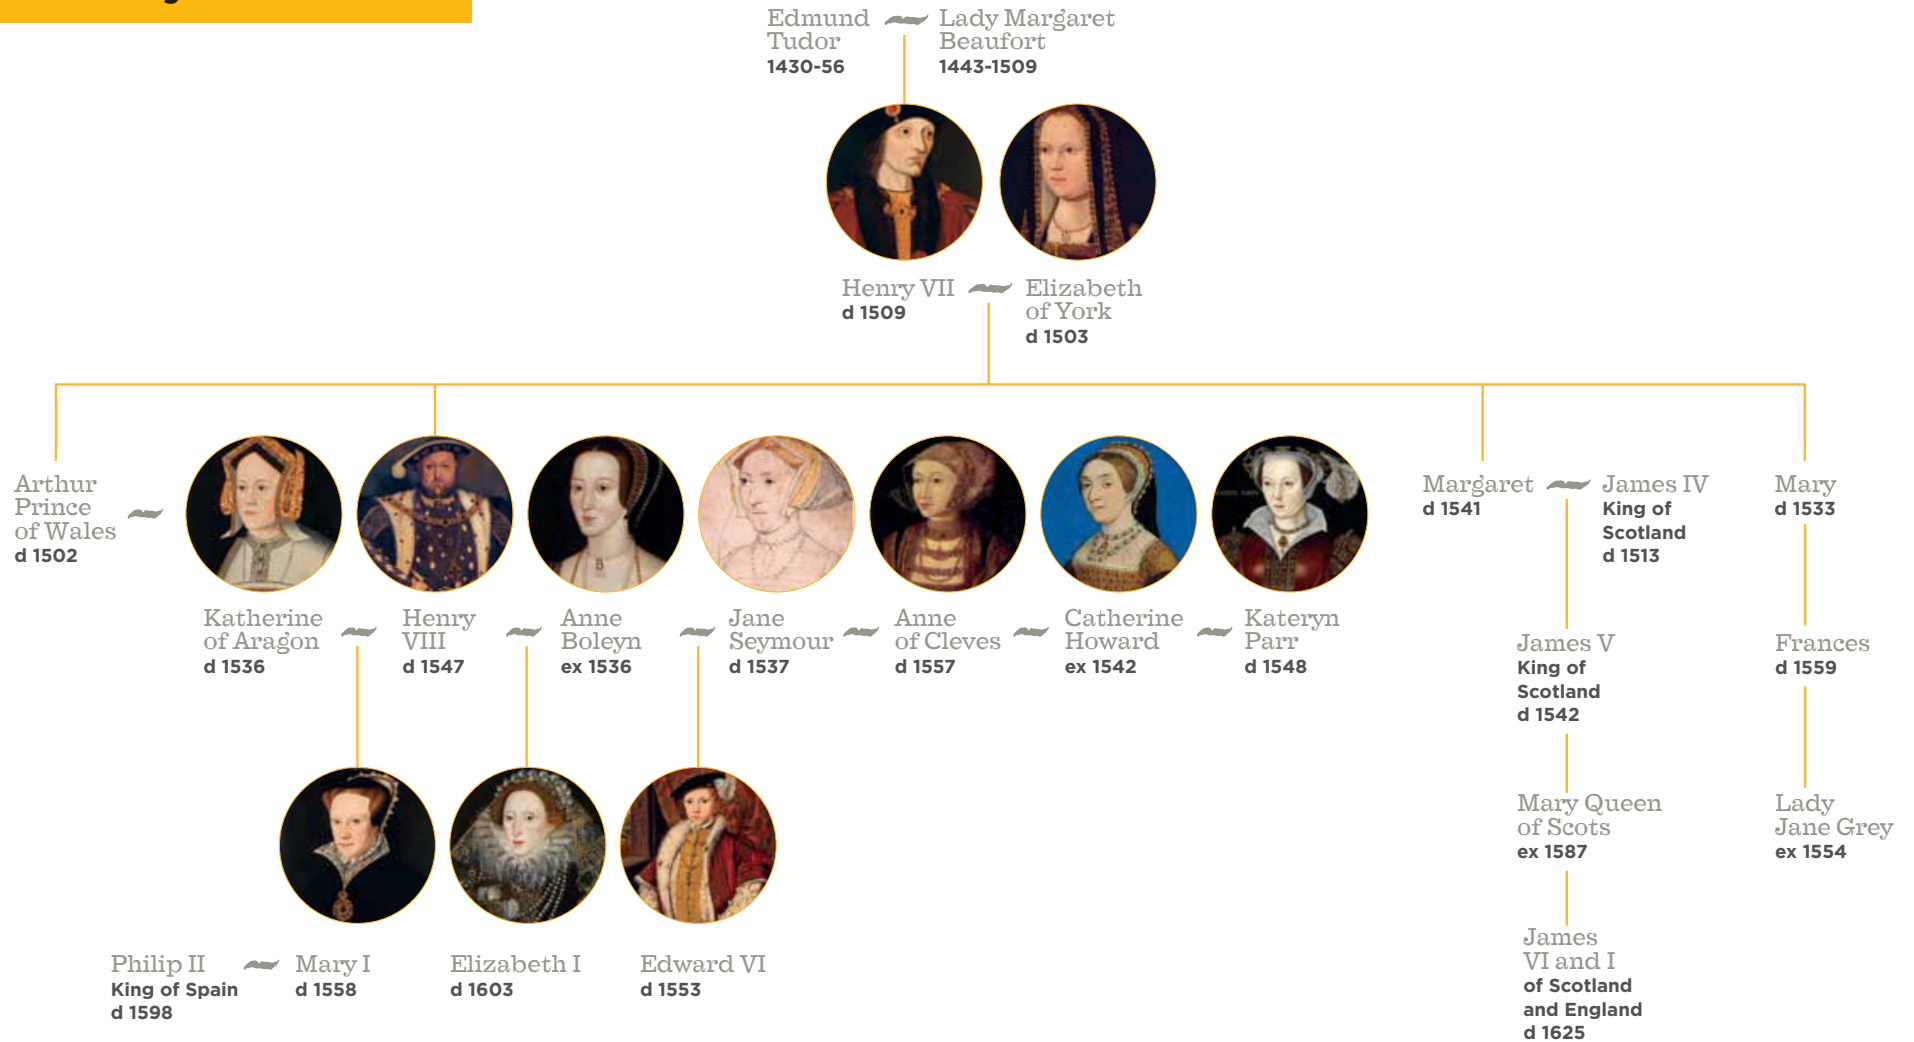 Edmund
Tudor
1430-56
Lady Margaret
Beaufort
1443-1509
Henry VII
d 1509
Elizabeth
of York
d 1503
Arthur
Prince
of Wales
d 1502
Katherine
of Aragon
d 1536
Henry
VIII
d 1547
Anne
Boleyn
ex 1536
Jane
Seymour
d 1537
Anne
of Cleves
d 1557
Catherine
Howard
ex 1542
Kateryn
Parr
d 1548
Margaret
d 1541
James IV
King of
Scotland
d 1513
Mary
d 1533
James V
King of
Scotland
d 1542
Frances
d 1559
Mary Queen
of Scots
ex 1587
Lady
Jane Grey
ex 1554
Philip II
King of Spain
d 1598
Mary I
d 1558
Elizabeth I
d 1603
Edward VI
d 1553
James
VI and I
of Scotland
and England
d 1625